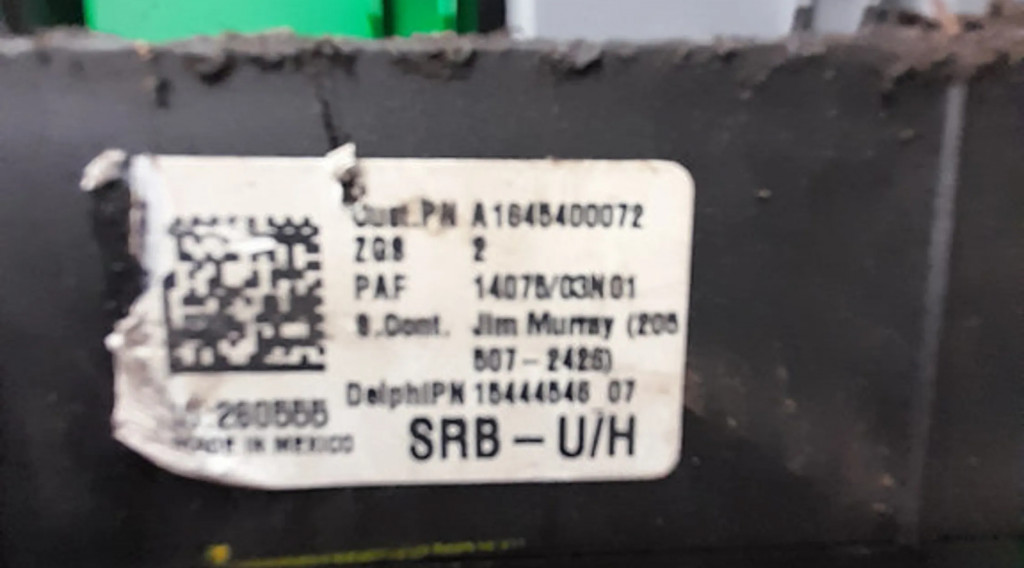 Cust.PN A1645400072
ZGS 2
PAF 14075/03N01
S.Cont. Jim Murray (205
507-2426)
DelphiPN 15444546 07
260555
MADE IN MEXICO
SRB-U/H